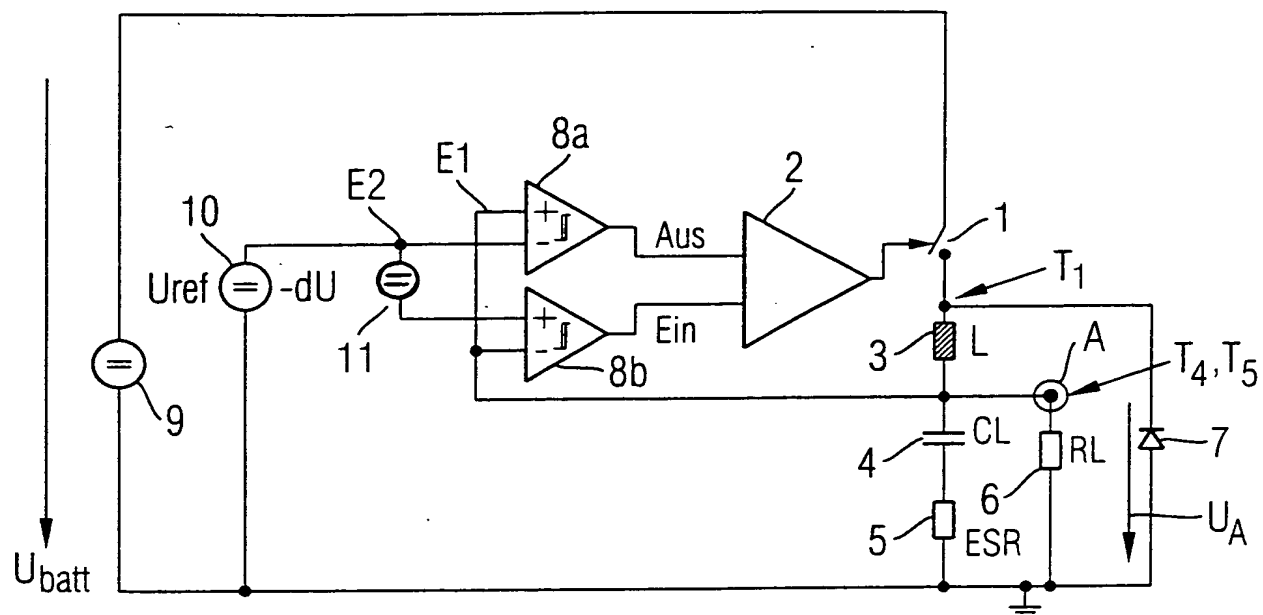 8a
E1
2
E2
10
+
-
Aus
1
Uref
-dU
T1
11
+
-
Ein
3
L
A
8b
T4, T5
9
4
CL
6
RL
7
5
ESR
UA
Ubatt